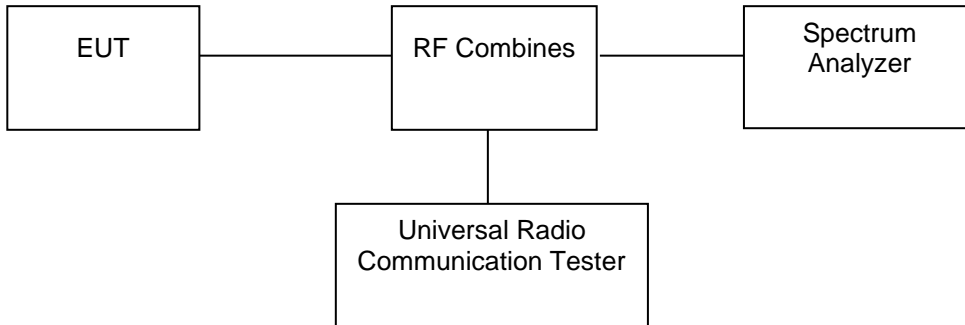 EUT
RF Combines
Spectrum
Analyzer
Universal Radio
Communication Tester